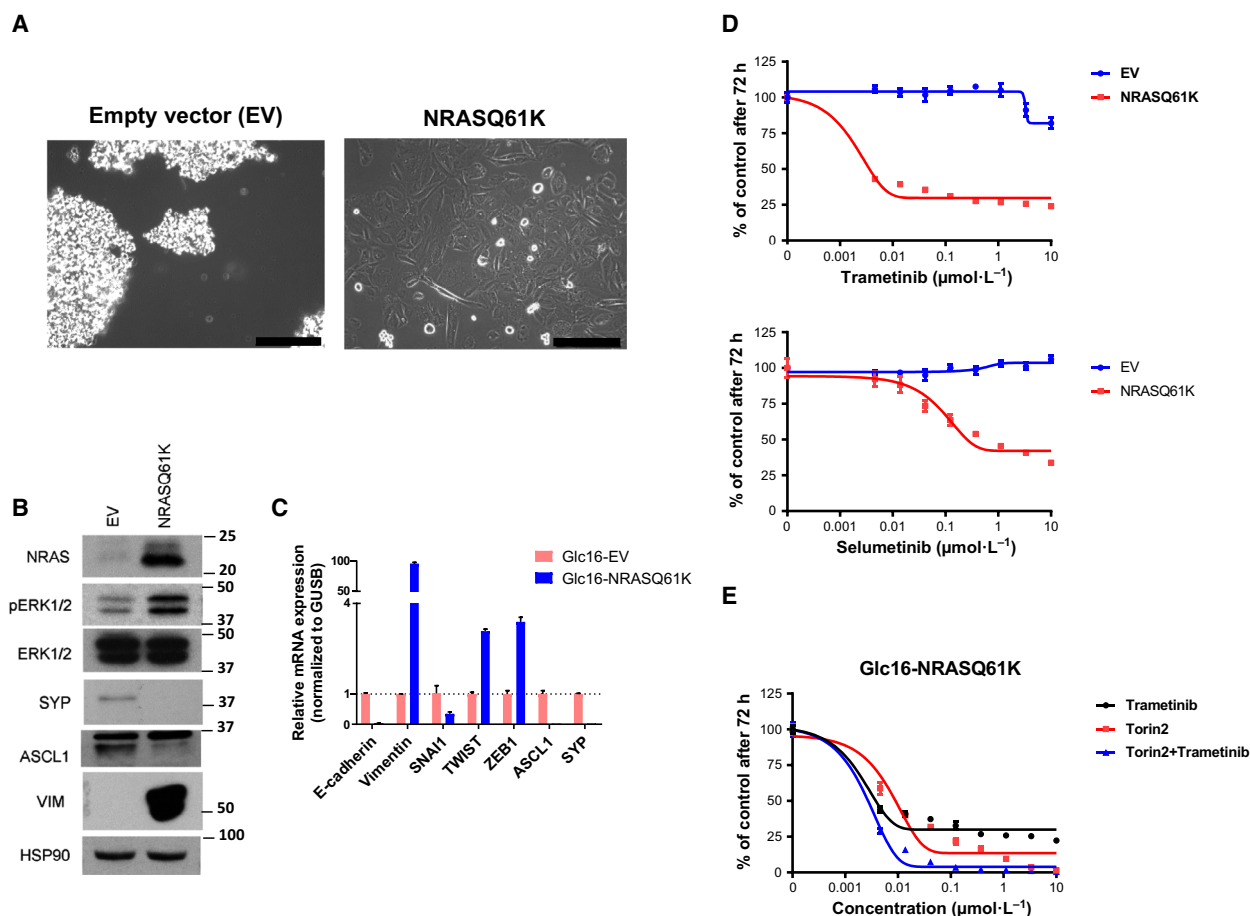 A
Empty vector (EV)
NRASQ61K
B
EV
NRASQ61K
NRAS
25
20
pERK1/2
50
37
ERK1/2
50
37
SYP
37
37
ASCL1
VIM
50
100
HSP90
C
Relative mRNA expression
(normalized to GUSB)
100
50
4
1
0
Glc16-EV
Glc16-NRASQ61K
E-cadherin
Vimentin
SNAI1
TWIST
ZEB1
ASCL1
SYP
D
% of control after 72 h
125
100
75
50
25
0
0 0.001 0.01 0.1 1 10
Trametinib (µmol·L⁻¹)
EV
NRASQ61K
% of control after 72 h
125
100
75
50
25
0
0 0.001 0.01 0.1 1 10
Selumetinib (µmol·L⁻¹)
EV
NRASQ61K
E
Glc16-NRASQ61K
% of control after 72 h
125
100
75
50
25
0
0 0.001 0.01 0.1 1 10
Concentration (µmol·L⁻¹)
Trametinib
Torin2
Torin2+Trametinib